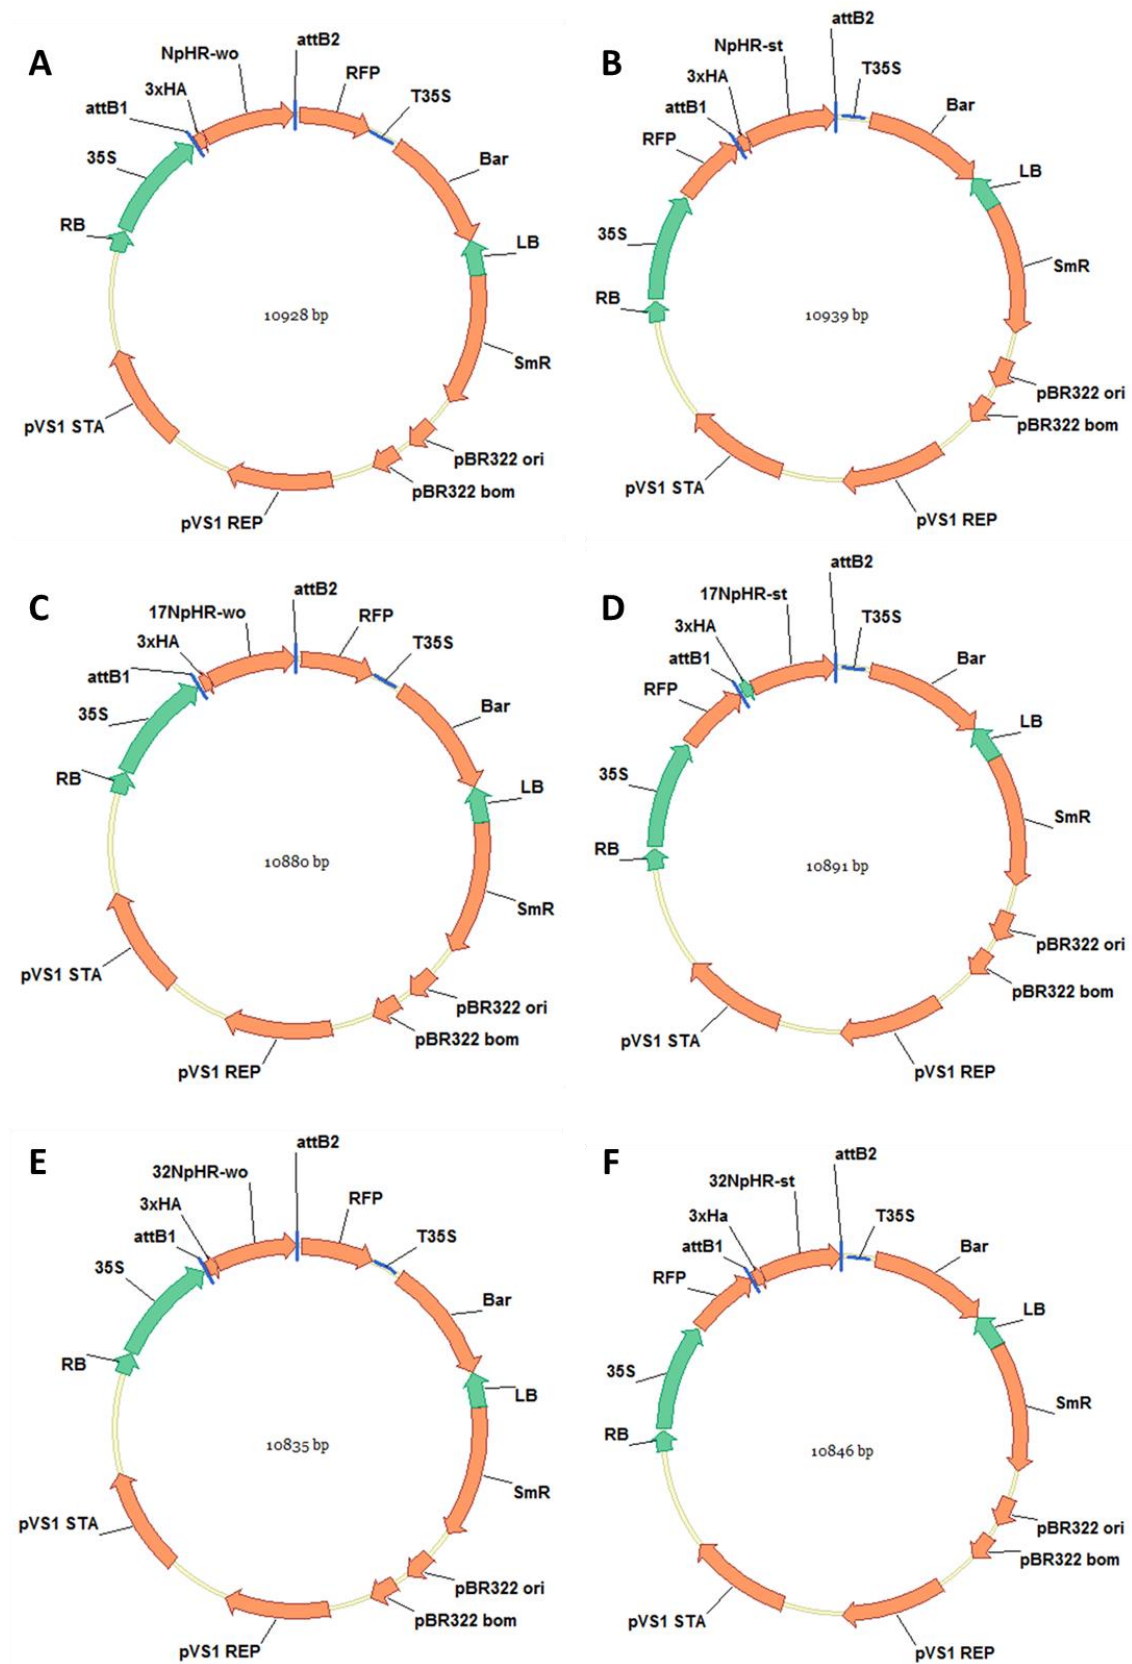 A
NpHR-wo
attB2
RFP
3xHA
T35S
attB1
35S
Bar
RB
LB
10928 bp
SmR
pVS1 STA
pBR322 ori
pBR322 bom
pVS1 REP
B
attB2
NpHR-st
T35S
3xHA
attB1
Bar
RFP
LB
35S
SmR
RB
10939 bp
pBR322 ori
pBR322 bom
pVS1 STA
pVS1 REP
C
attB2
17NpHR-wo
RFP
3xHA
T35S
attB1
35S
Bar
RB
LB
10880 bp
SmR
pVS1 STA
pBR322 ori
pBR322 bom
pVS1 REP
D
attB2
17NpHR-st
T35S
3xHA
attB1
Bar
RFP
LB
35S
SmR
RB
10891 bp
pBR322 ori
pBR322 bom
pVS1 STA
pVS1 REP
E
attB2
32NpHR-wo
RFP
3xHA
T35S
attB1
35S
Bar
RB
LB
10835 bp
SmR
pVS1 STA
pBR322 ori
pBR322 bom
pVS1 REP
F
attB2
32NpHR-st
T35S
3xHa
attB1
Bar
RFP
LB
35S
SmR
RB
10846 bp
pBR322 ori
pBR322 bom
pVS1 STA
pVS1 REP